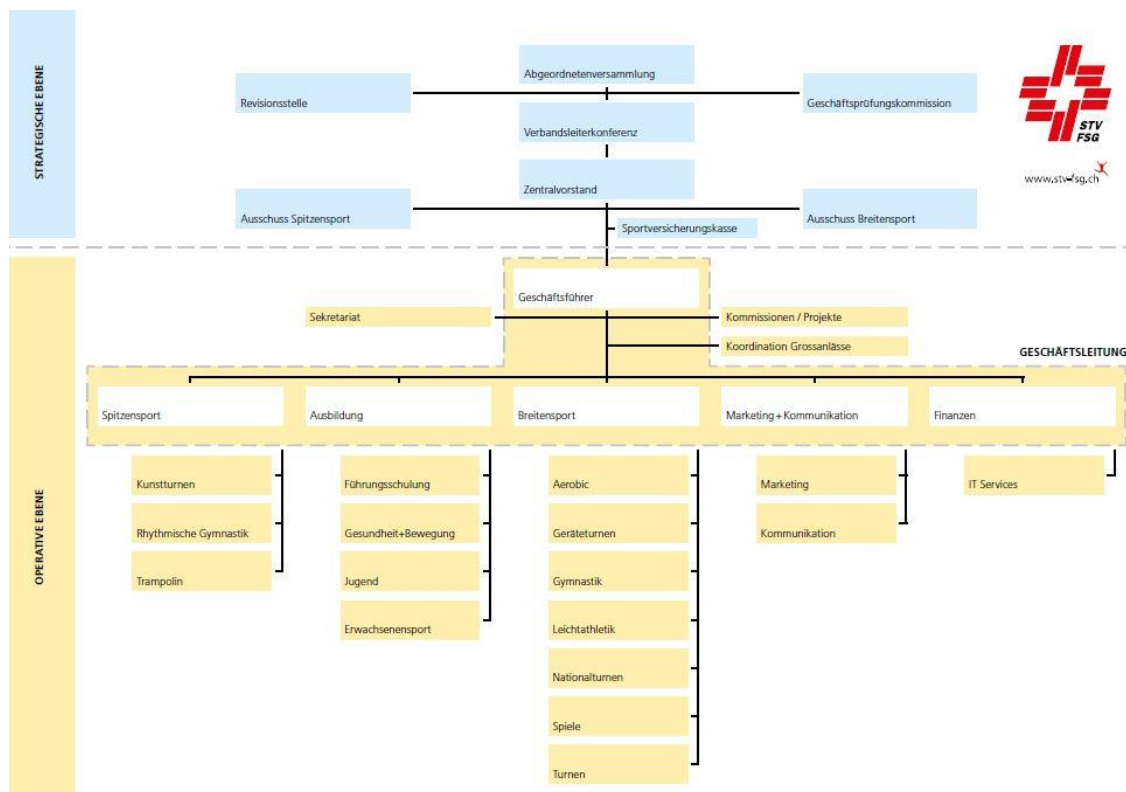 STRATEGISCHE EBENE
Abgeordnetenversammlung
Revisionsstelle
Geschäftsprüfungskommission
Verbandsleiterkonferenz
Zentralvorstand
Ausschuss Spitzensport
Ausschuss Breitensport
Sportversicherungskasse
STV
FSG
www.stv-fsg.ch
OPERATIVE EBENE
Geschäftsführer
Sekretariat
Kommissionen / Projekte
Koordination Grossanlässe
GESCHÄFTSLEITUNG
Spitzensport
Ausbildung
Breitensport
Marketing+Kommunikation
Finanzen
Kunstturnen
Rhythmische Gymnastik
Trampolin
Führungsschulung
Gesundheit+Bewegung
Jugend
Erwachsenensport
Aerobic
Geräteturnen
Gymnastik
Leichtathletik
Nationalturnen
Spiele
Turnen
Marketing
Kommunikation
IT Services